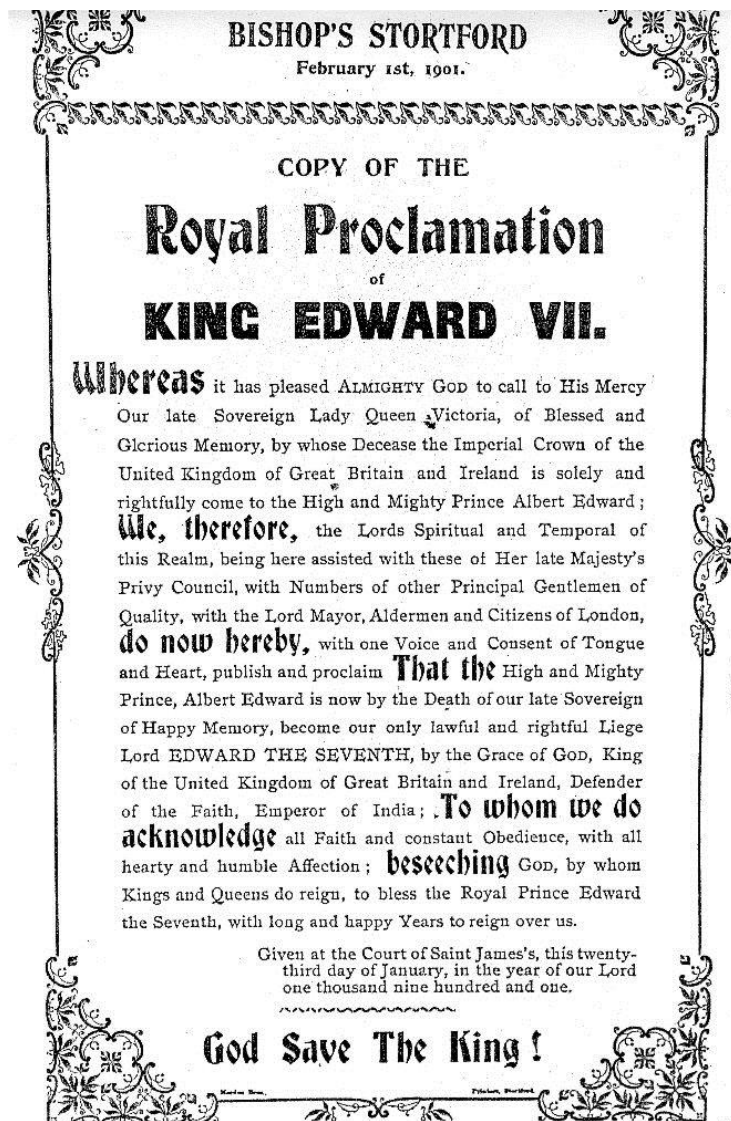 BISHOP'S STORTFORD
February 1st, 1901.
COPY OF THE
Royal Proclamation
of
KING EDWARD VII.
Whereas it has pleased ALMIGHTY GOD to call to His Mercy
Our late Sovereign Lady Queen Victoria, of Blessed and
Glorious Memory, by whose Decease the Imperial Crown of the
United Kingdom of Great Britain and Ireland is solely and
rightfully come to the High and Mighty Prince Albert Edward;
We, therefore, the Lords Spiritual and Temporal of
this Realm, being here assisted with these of Her late Majesty's
Privy Council, with Numbers of other Principal Gentlemen of
Quality, with the Lord Mayor, Aldermen and Citizens of London,
do now hereby, with one Voice and Consent of Tongue
and Heart, publish and proclaim That the High and Mighty
Prince, Albert Edward is now by the Death of our late Sovereign
of Happy Memory, become our only lawful and rightful Liege
Lord EDWARD THE SEVENTH, by the Grace of GOD, King
of the United Kingdom of Great Britain and Ireland, Defender
of the Faith, Emperor of India; To whom we do
acknowledge all Faith and constant Obedience, with all
hearty and humble Affection; beseeching GOD, by whom
Kings and Queens do reign, to bless the Royal Prince Edward
the Seventh, with long and happy Years to reign over us.
Given at the Court of Saint James's, this twenty-
third day of January, in the year of our Lord
one thousand nine hundred and one.
God Save The King!
Printers, Stortford.